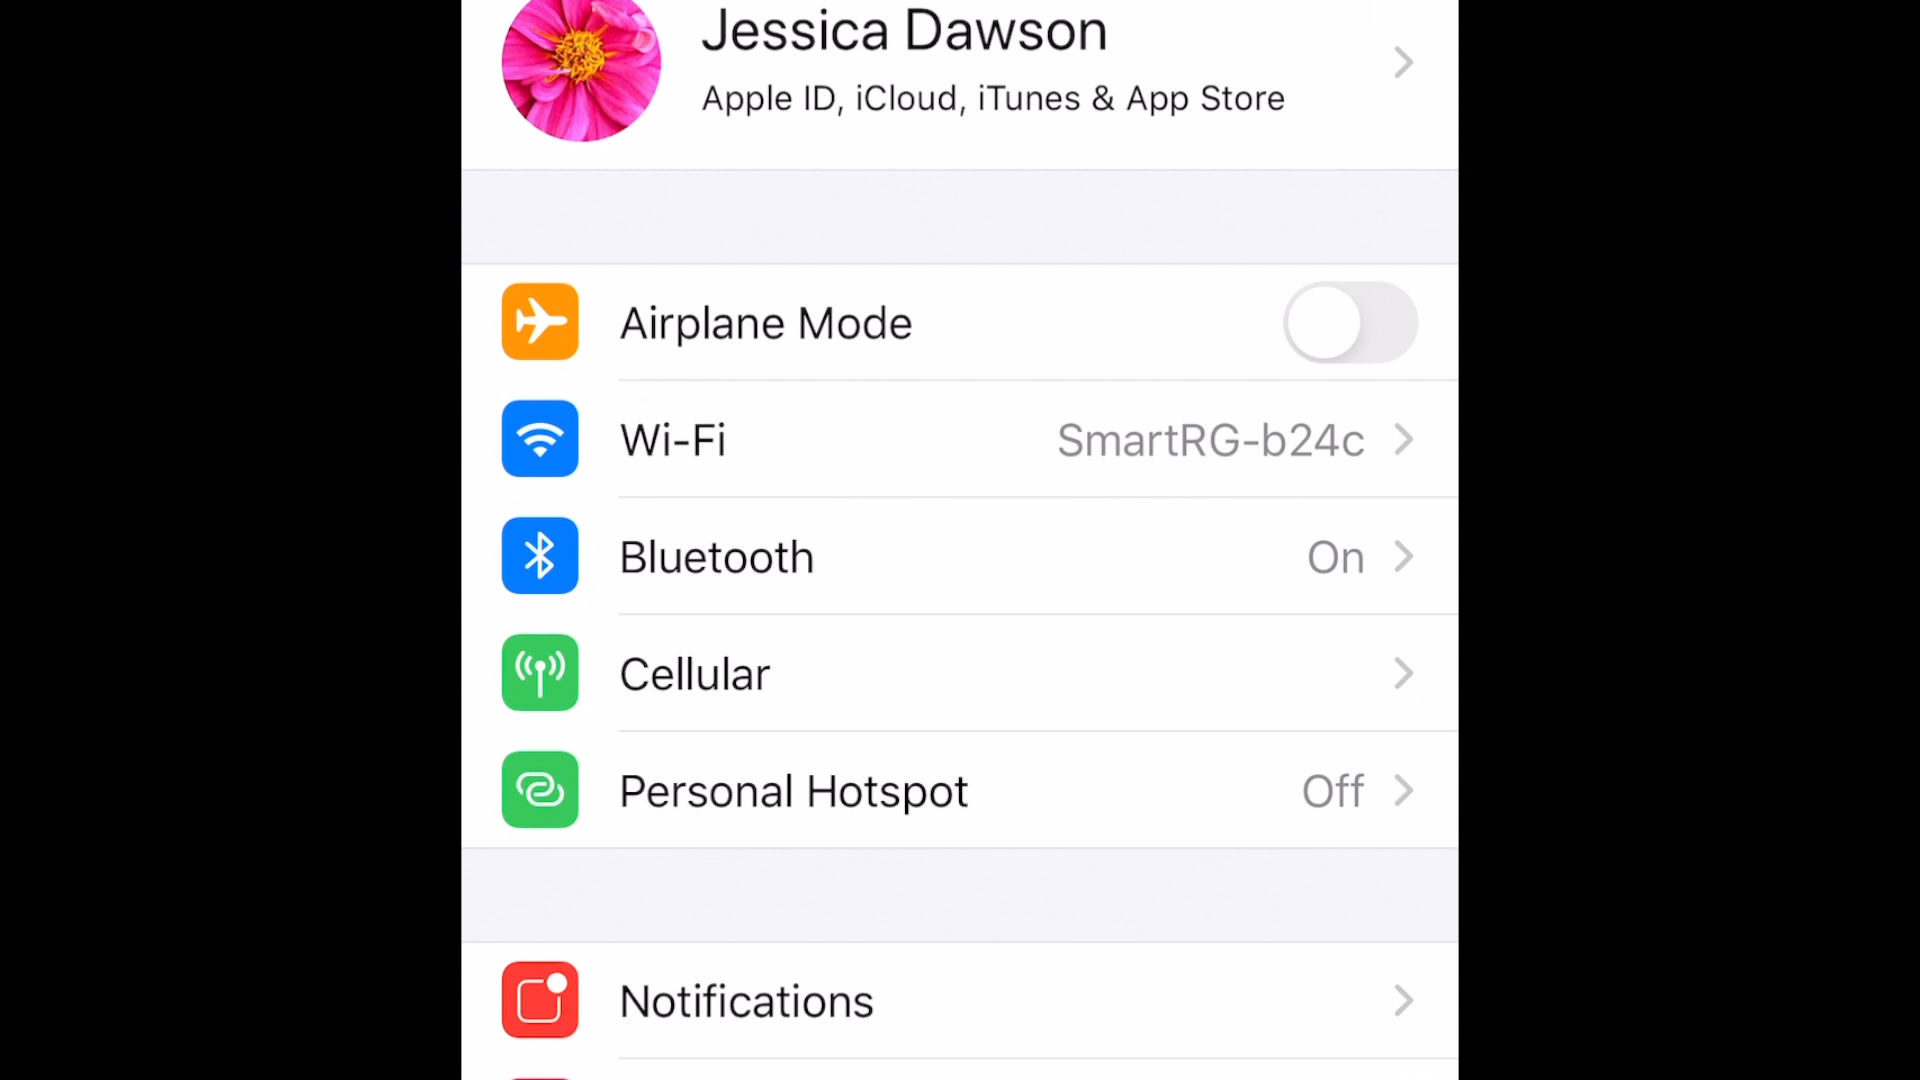 Jessica Dawson
Apple ID, iCloud, iTunes & App Store
Airplane Mode
Wi-Fi SmartRG-b24c
Bluetooth On
Cellular
Personal Hotspot Off
Notifications